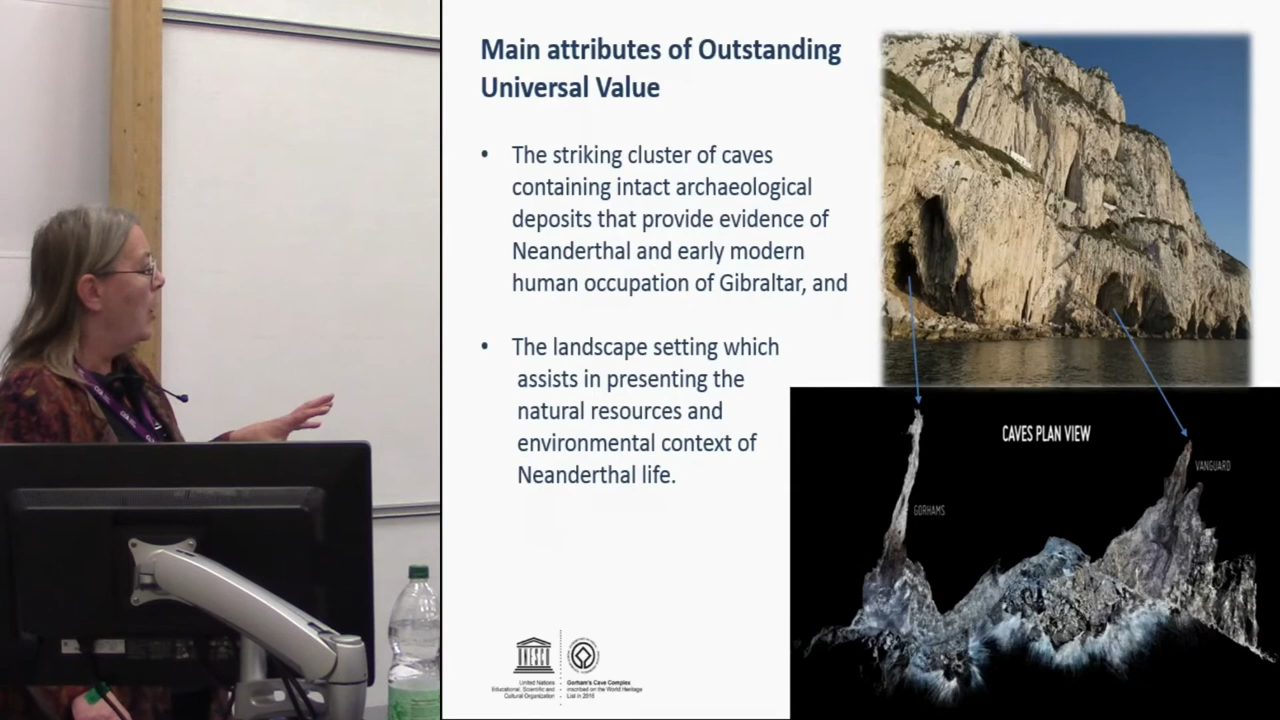 Main attributes of Outstanding
Universal Value
• The striking cluster of caves
containing intact archaeological
deposits that provide evidence of
Neanderthal and early modern
human occupation of Gibraltar, and
• The landscape setting which
assists in presenting the
natural resources and
environmental context of
Neanderthal life.
CAVES PLAN VIEW
VANGUARD
GORHAMS
UNESCO
United Nations
Educational, Scientific and
Cultural Organization
Gorham's Cave Complex
inscribed on the World Heritage
List in 2016